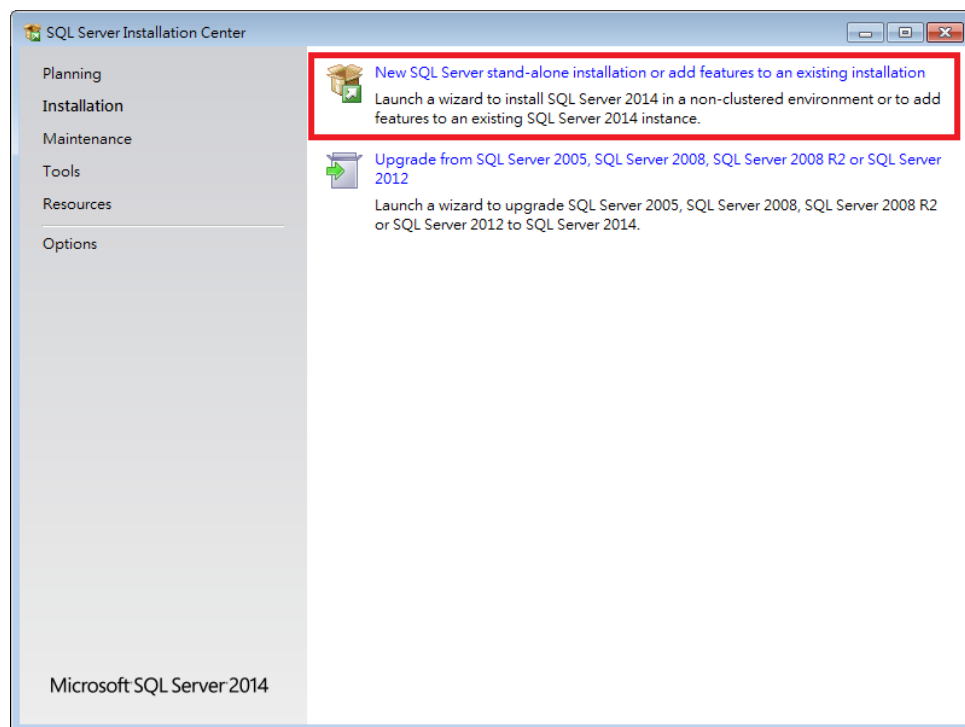 SQL Server Installation Center
Planning
Installation
Maintenance
Tools
Resources
Options
New SQL Server stand-alone installation or add features to an existing installation
Launch a wizard to install SQL Server 2014 in a non-clustered environment or to add
features to an existing SQL Server 2014 instance.
Upgrade from SQL Server 2005, SQL Server 2008, SQL Server 2008 R2 or SQL Server
2012
Launch a wizard to upgrade SQL Server 2005, SQL Server 2008, SQL Server 2008 R2
or SQL Server 2012 to SQL Server 2014.
Microsoft SQL Server 2014